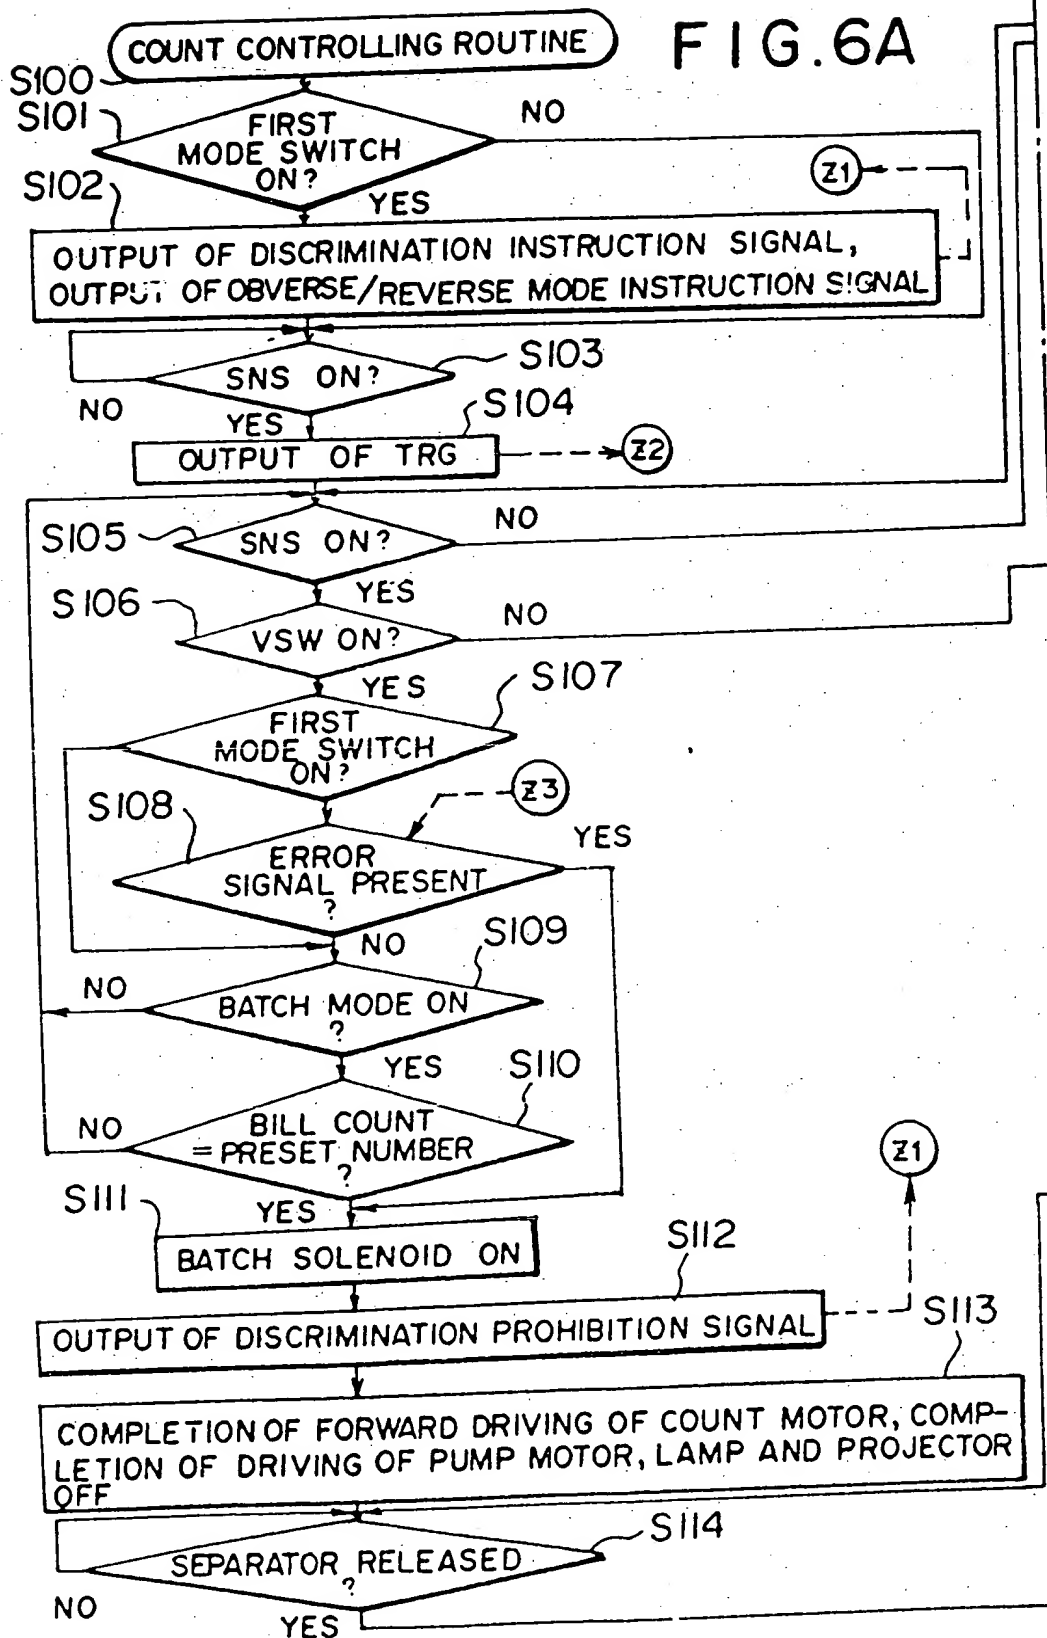 COUNT CONTROLLING ROUTINE
FIG.6A
S100
S101
FIRST
MODE SWITCH
ON?
NO
Z1
S102
YES
OUTPUT OF DISCRIMINATION INSTRUCTION SIGNAL,
OUTPUT OF OBVERSE/REVERSE MODE INSTRUCTION SIGNAL
S103
SNS ON?
NO
YES
S104
OUTPUT OF TRG
Z2
S105
SNS ON?
NO
YES
S106
VSW ON?
NO
YES
S107
FIRST
MODE SWITCH
ON?
Z3
S108
YES
ERROR
SIGNAL PRESENT
?
NO
S109
NO
BATCH MODE ON
?
YES
S110
NO
BILL COUNT
=PRESET NUMBER
?
Z1
S111
YES
BATCH SOLENOID ON
S112
OUTPUT OF DISCRIMINATION PROHIBITION SIGNAL
S113
COMPLETION OF FORWARD DRIVING OF COUNT MOTOR, COMP-
LETION OF DRIVING OF PUMP MOTOR, LAMP AND PROJECTOR
OFF
S114
SEPARATOR RELEASED
?
NO
YES